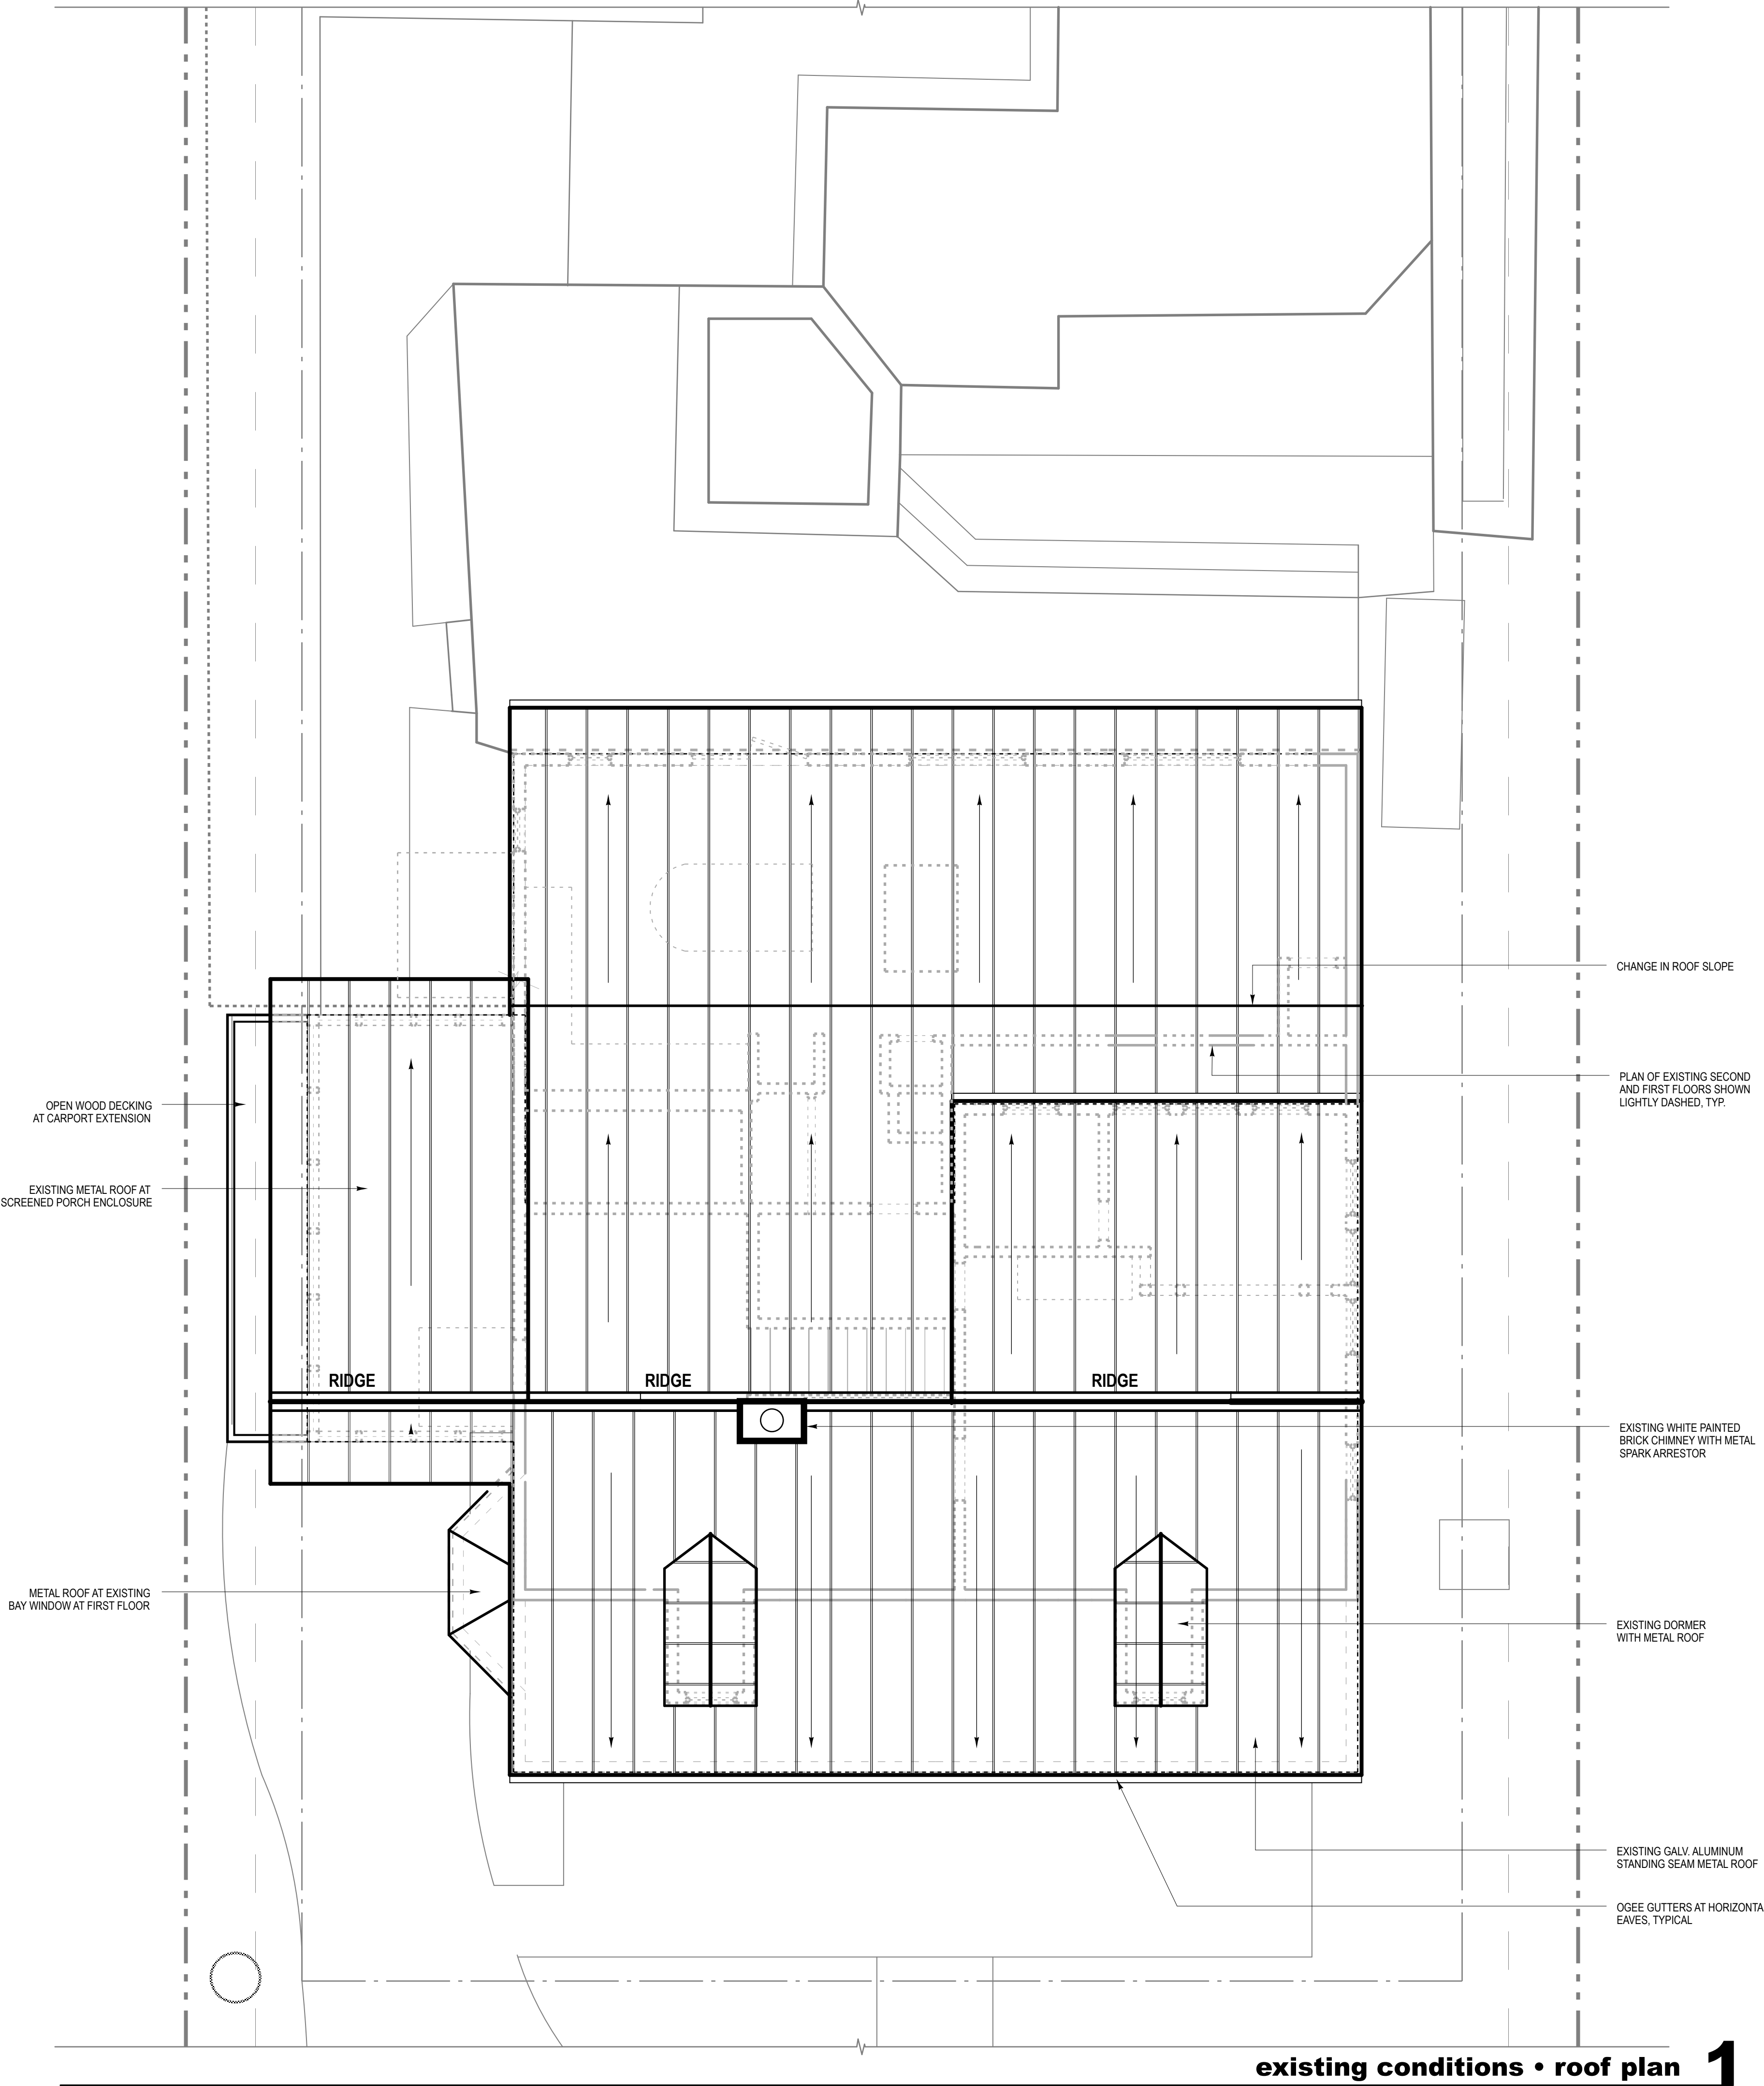 CHANGE IN ROOF SLOPE
PLAN OF EXISTING SECOND
AND FIRST FLOORS SHOWN
LIGHTLY DASHED, TYP.
OPEN WOOD DECKING
AT CARPORT EXTENSION
EXISTING METAL ROOF AT
SCREENED PORCH ENCLOSURE
RIDGE
RIDGE
RIDGE
EXISTING WHITE PAINTED
BRICK CHIMNEY WITH METAL
SPARK ARRESTOR
METAL ROOF AT EXISTING
BAY WINDOW AT FIRST FLOOR
EXISTING DORMER
WITH METAL ROOF
EXISTING GALV. ALUMINUM
STANDING SEAM METAL ROOF
OGEE GUTTERS AT HORIZONTA
EAVES, TYPICAL
existing conditions • roof plan 1